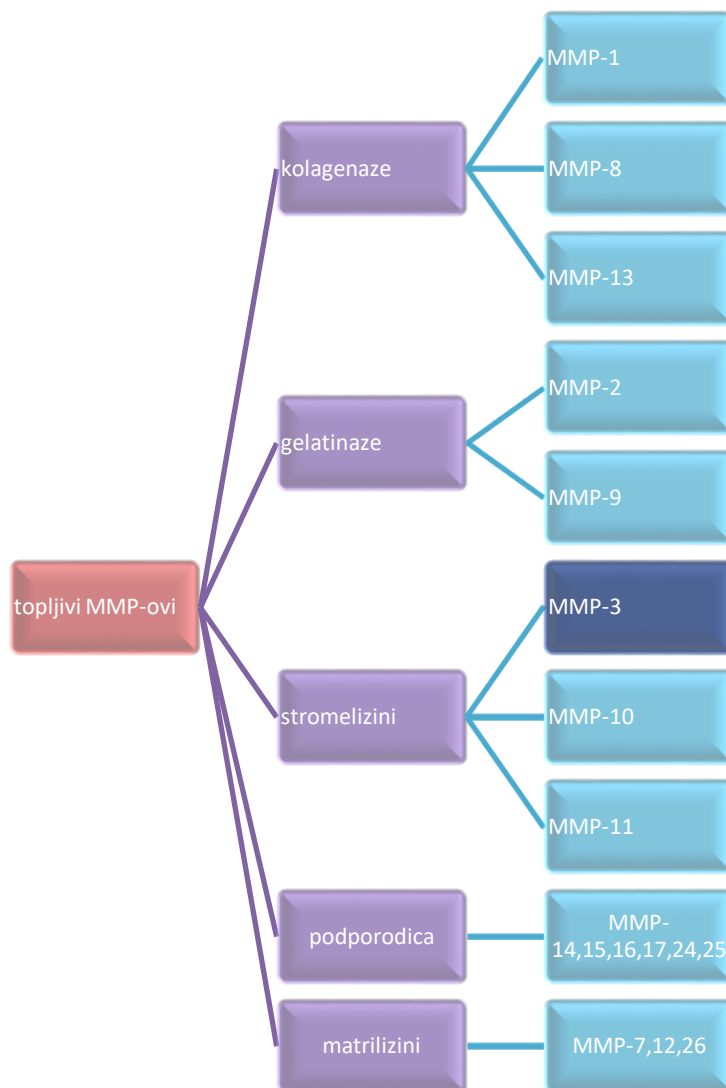 topljivi MMP-ovi
kolagenaze
MMP-1
MMP-8
MMP-13
gelatinaze
MMP-2
MMP-9
stromelizini
MMP-3
MMP-10
MMP-11
podporodica
MMP-
14,15,16,17,24,25
matrilizini
MMP-7,12,26